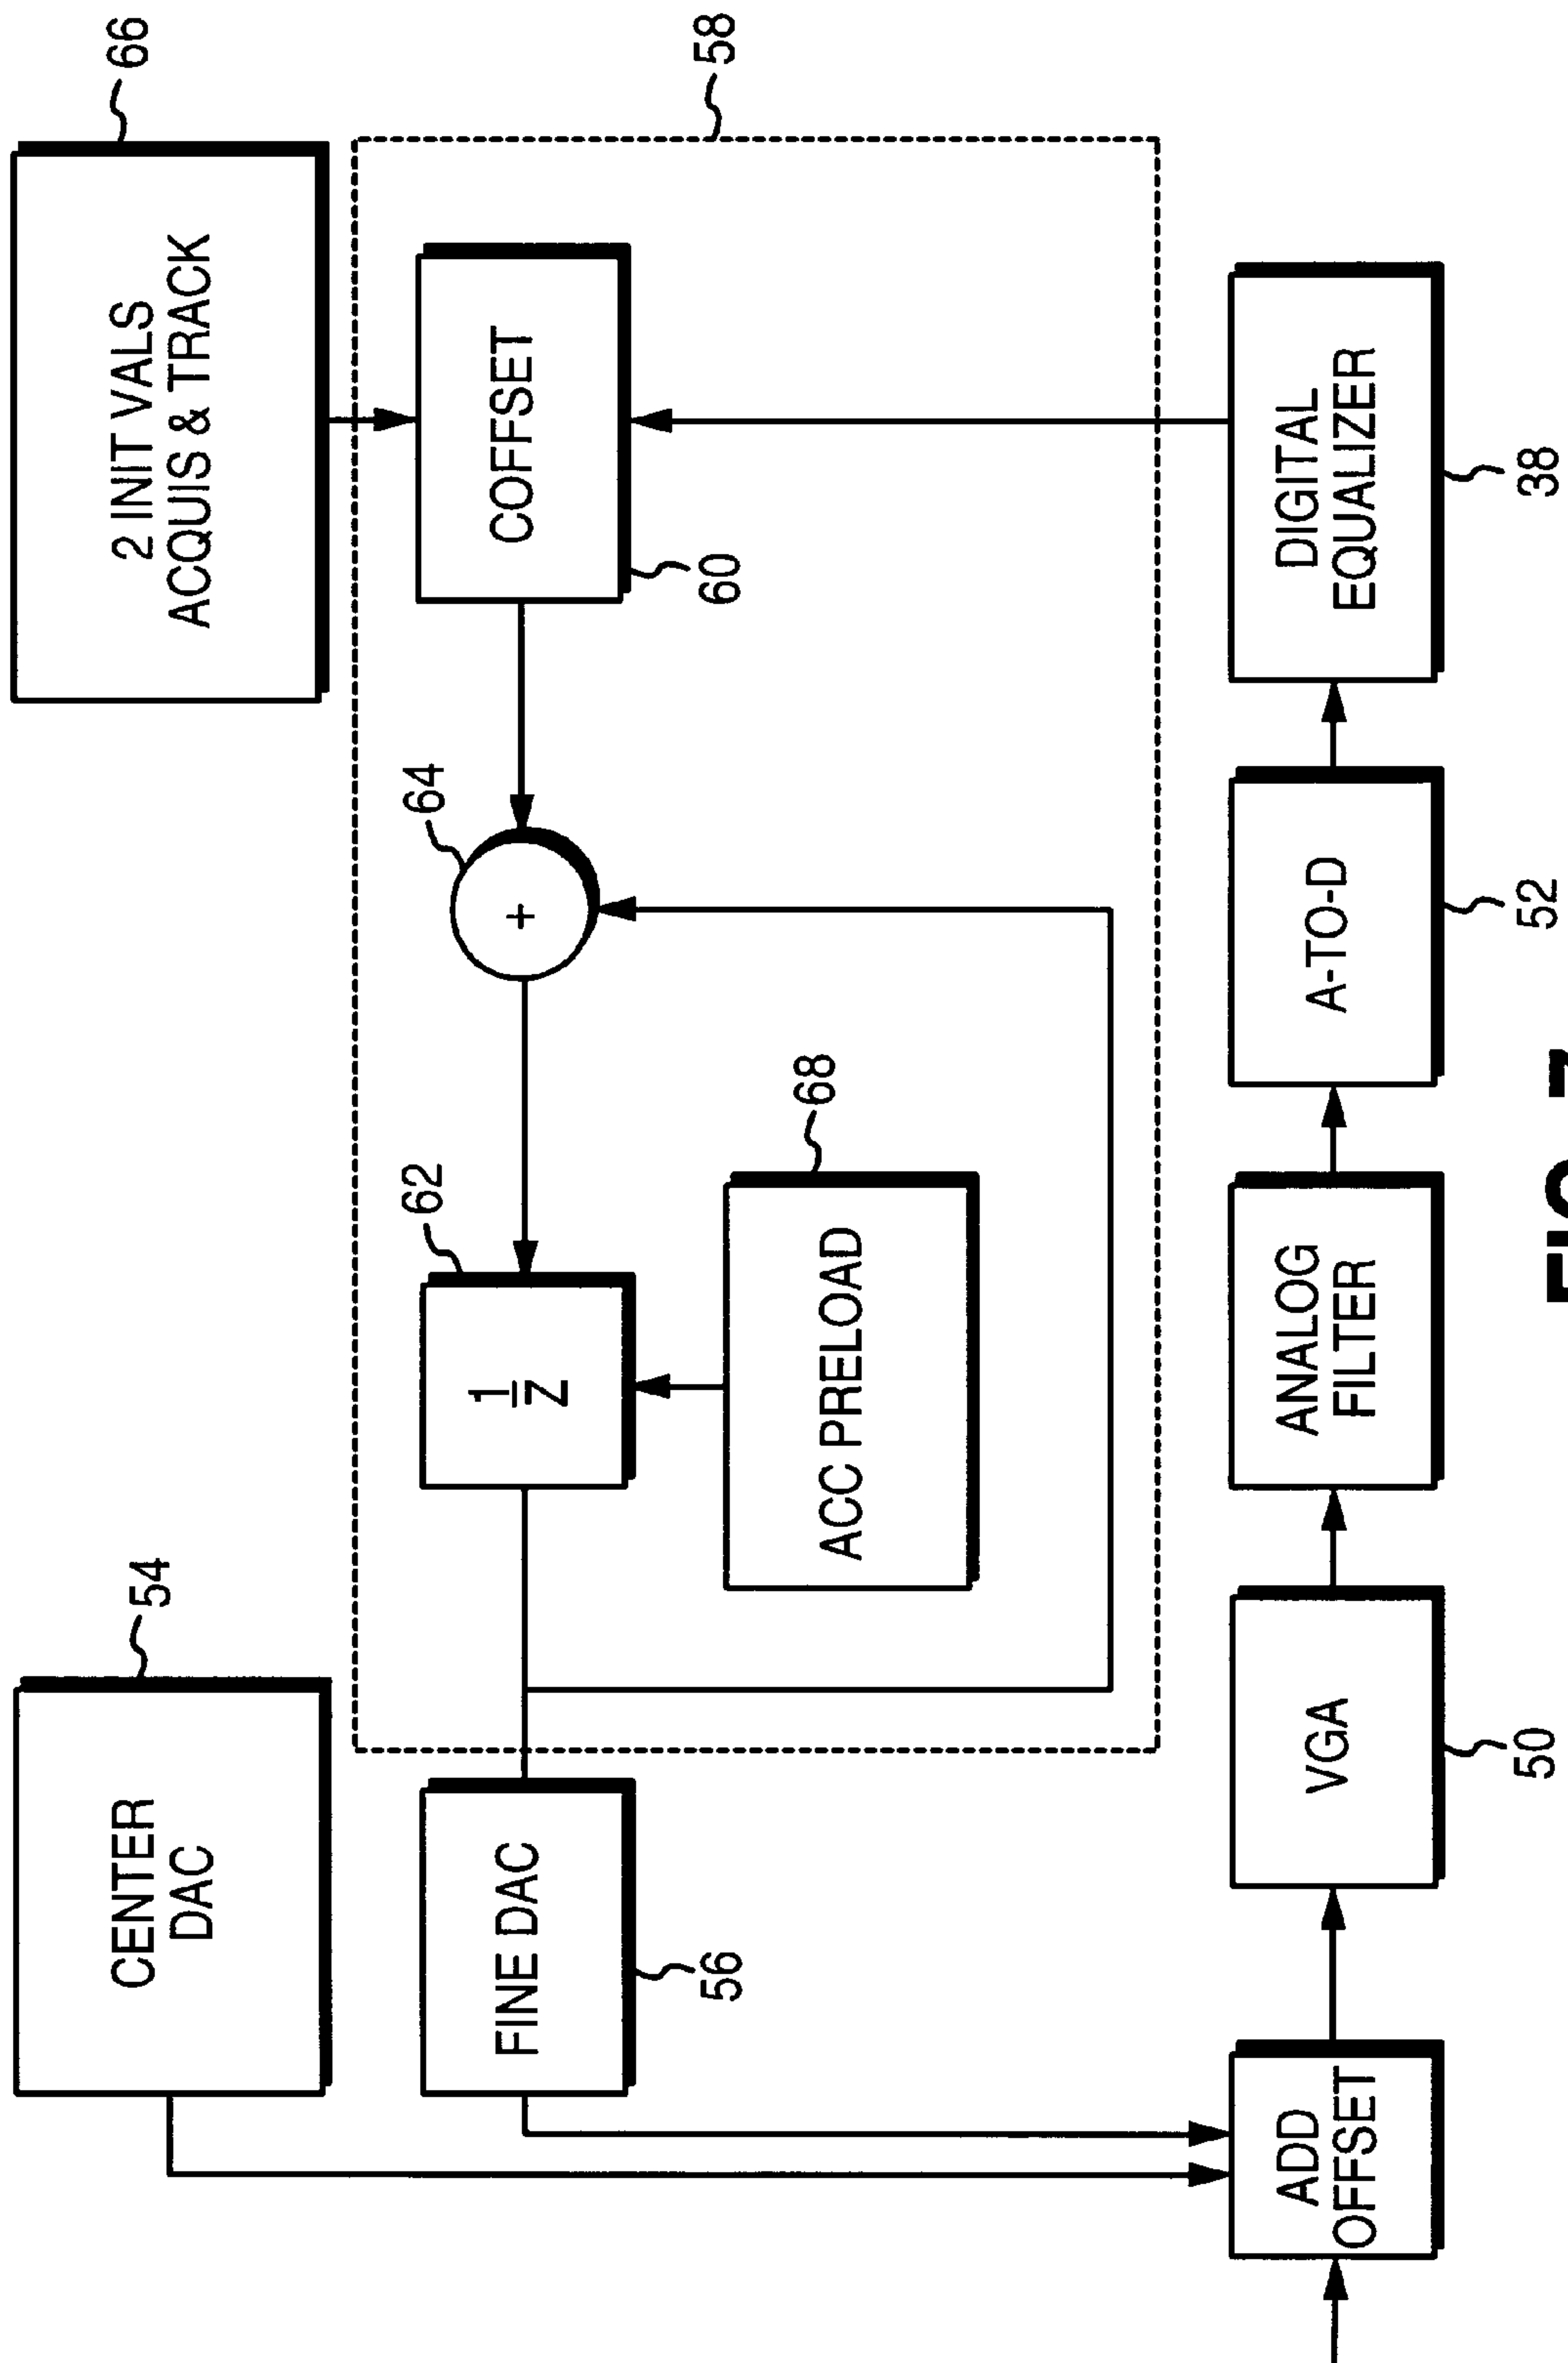 CENTER
DAC
54
2 INIT VALS
ACQUIS & TRACK
66
FINE DAC
56
1
Z
62
+
64
COFFSET
60
58
ACC PRELOAD
68
ADD
OFFSET
VGA
50
ANALOG
FILTER
A-TO-D
52
DIGITAL
EQUALIZER
38